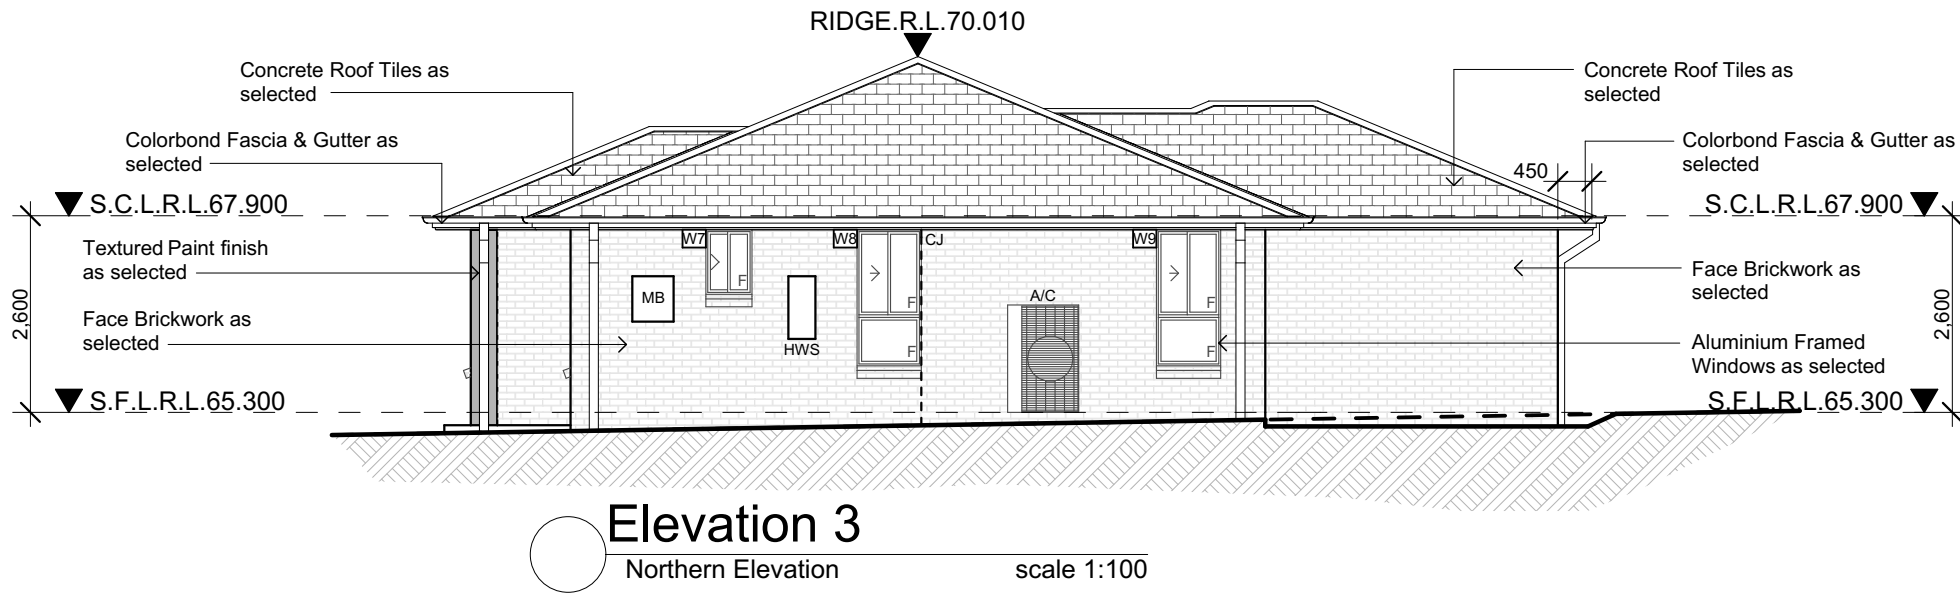 RIDGE.R.L.70.010
Concrete Roof Tiles as
selected
Concrete Roof Tiles as
selected
Colorbond Fascia & Gutter as
selected
Colorbond Fascia & Gutter as
selected
450
S.C.L.R.L.67.900
S.C.L.R.L.67.900
W7
W8
CJ
W9
Textured Paint finish
as selected
Face Brickwork as
selected
F
MB
A/C
F
F
2,600
2,600
Face Brickwork as
selected
HWS
F
F
Aluminium Framed
Windows as selected
S.F.L.R.L.65.300
S.F.L.R.L.65.300
Elevation 3
Northern Elevation
scale 1:100